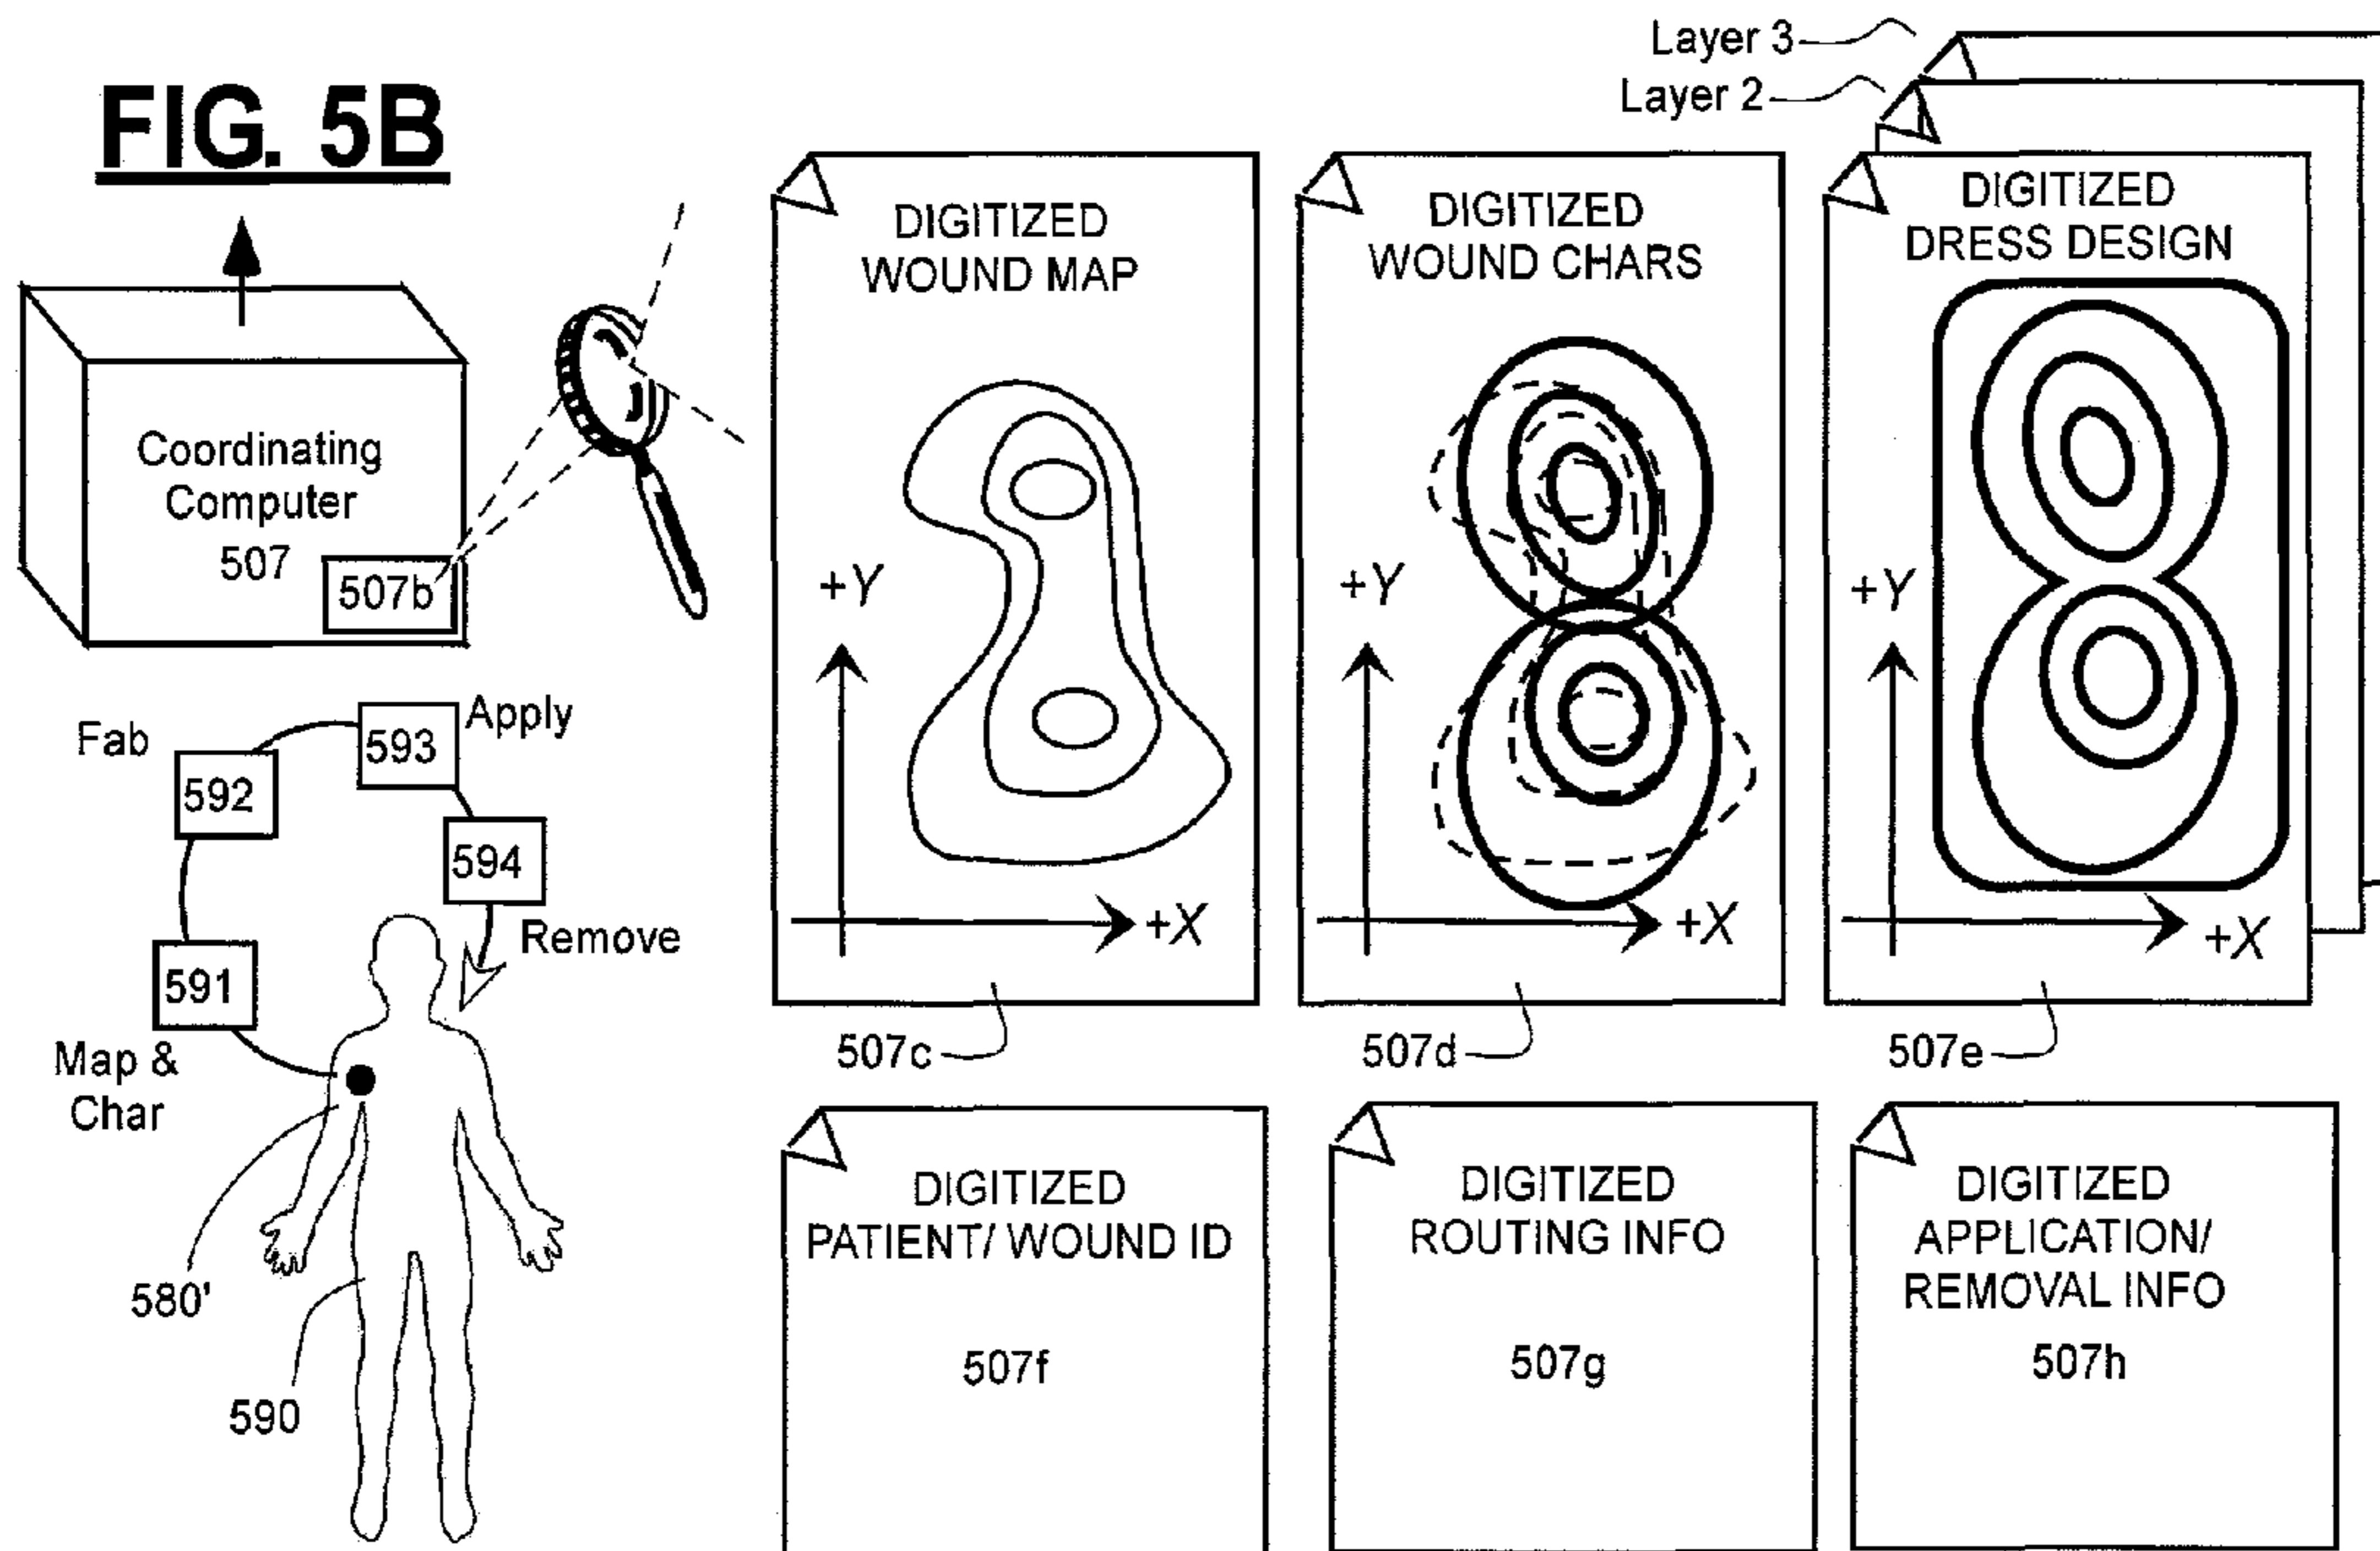 FIG. 5B
Layer 3
Layer 2
Coordinating
Computer
507
507b
DIGITIZED
WOUND MAP
+Y
+X
507c
DIGITIZED
WOUND CHARS
+Y
+X
507d
DIGITIZED
DRESS DESIGN
+Y
+X
507e
Fab
592
593
Apply
594
Remove
591
Map &
Char
580'
590
DIGITIZED
PATIENT/ WOUND ID
507f
DIGITIZED
ROUTING INFO
507g
DIGITIZED
APPLICATION/
REMOVAL INFO
507h